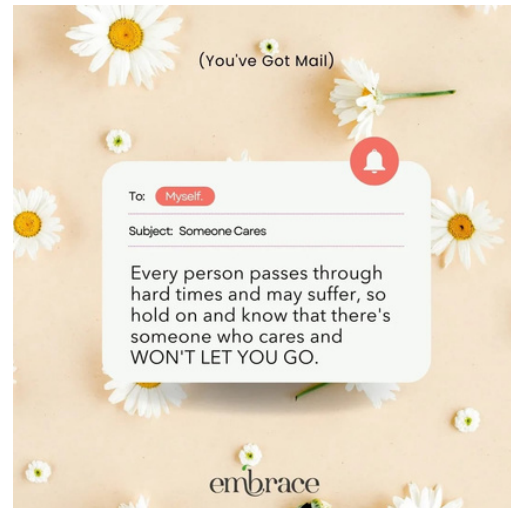 (You've Got Mail)
To: Myself.
Subject: Someone Cares
Every person passes through
hard times and may suffer, so
hold on and know that there's
someone who cares and
WON'T LET YOU GO.
embrace